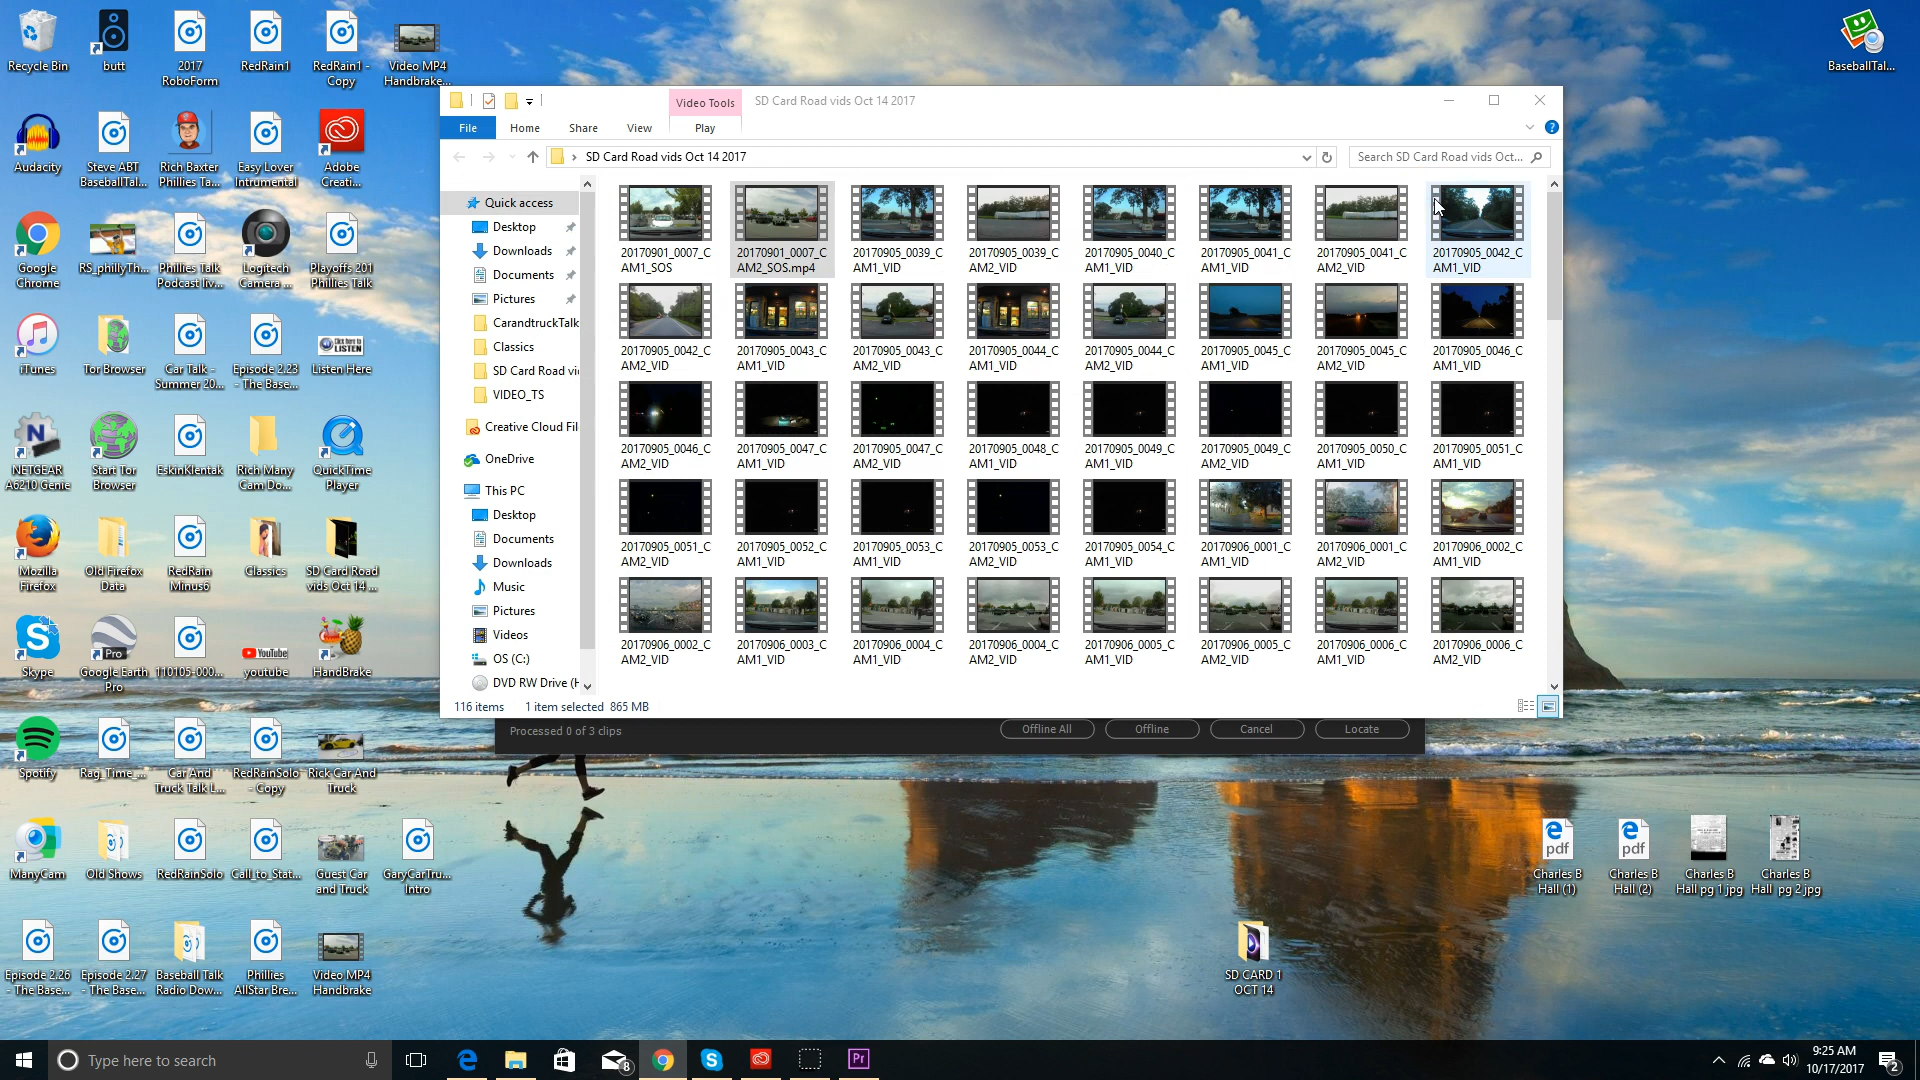 Recycle Bin
butt
2017
RoboForm
RedRain1
RedRain1 -
Copy
Video MP4
Handbrake...
BaseballTal...
Audacity
Steve ABT
BaseballTal...
Rich Baxter
Phillies Ta...
Easy Lover
Intrumental
Adobe
Creati...
Google
Chrome
RS_phillyTh...
Phillies Talk
Podcast liv...
Logitech
Camera ...
Playoffs 201
Phillies Talk
iTunes
Tor Browser
Car Talk -
Summer 20...
Episode 2.23
- The Base...
Listen Here
NETGEAR
A6210 Genie
Start Tor
Browser
EskinKlentak
Rich Many
Cam Do...
QuickTime
Player
Mozilla
Firefox
Old Firefox
Data
RedRain
Minus6
Classics
SD Card Road
vids Oct 14 ...
Skype
Google Earth
Pro
110105-000...
youtube
HandBrake
Spotify
Rag_Time_...
Car And
Truck Talk L...
RedRainSolo
- Copy
Rick Car And
Truck
ManyCam
Old Shows
RedRainSolo
Call_to_Stat...
Guest Car
and Truck
GaryCarTru...
Intro
Episode 2.26
- The Base...
Episode 2.27
- The Base...
Baseball Talk
Radio Dow...
Phillies
AllStar Bre...
Video MP4
Handbrake
Video Tools
SD Card Road vids Oct 14 2017
File
Home
Share
View
Play
SD Card Road vids Oct 14 2017
Search SD Card Road vids Oct...
Quick access
Desktop
Downloads
Documents
Pictures
CarandtruckTalk
Classics
SD Card Road vi
VIDEO_TS
Creative Cloud Fil
OneDrive
This PC
Desktop
Documents
Downloads
Music
Pictures
Videos
OS (C:)
DVD RW Drive (H
20170901_0007_C
AM1_SOS
20170901_0007_C
AM2_SOS.mp4
20170905_0039_C
AM1_VID
20170905_0039_C
AM2_VID
20170905_0040_C
AM1_VID
20170905_0041_C
AM1_VID
20170905_0041_C
AM2_VID
20170905_0042_C
AM1_VID
20170905_0042_C
AM2_VID
20170905_0043_C
AM1_VID
20170905_0043_C
AM2_VID
20170905_0044_C
AM1_VID
20170905_0044_C
AM2_VID
20170905_0045_C
AM1_VID
20170905_0045_C
AM2_VID
20170905_0046_C
AM1_VID
20170905_0046_C
AM2_VID
20170905_0047_C
AM1_VID
20170905_0047_C
AM2_VID
20170905_0048_C
AM1_VID
20170905_0049_C
AM1_VID
20170905_0049_C
AM2_VID
20170905_0050_C
AM1_VID
20170905_0051_C
AM1_VID
20170905_0051_C
AM2_VID
20170905_0052_C
AM1_VID
20170905_0053_C
AM1_VID
20170905_0053_C
AM2_VID
20170905_0054_C
AM1_VID
20170906_0001_C
AM1_VID
20170906_0001_C
AM2_VID
20170906_0002_C
AM1_VID
20170906_0002_C
AM2_VID
20170906_0003_C
AM1_VID
20170906_0004_C
AM1_VID
20170906_0004_C
AM2_VID
20170906_0005_C
AM1_VID
20170906_0005_C
AM2_VID
20170906_0006_C
AM1_VID
20170906_0006_C
AM2_VID
116 items
1 item selected 865 MB
Processed 0 of 3 clips
Offline All
Offline
Cancel
Locate
pdf
Charles B
Hall (1)
pdf
Charles B
Hall (2)
Charles B
Hall pg 1 jpg
Charles B
Hall pg 2 jpg
SD CARD 1
OCT 14
Type here to search
8
Pr
9:25 AM
10/17/2017
2